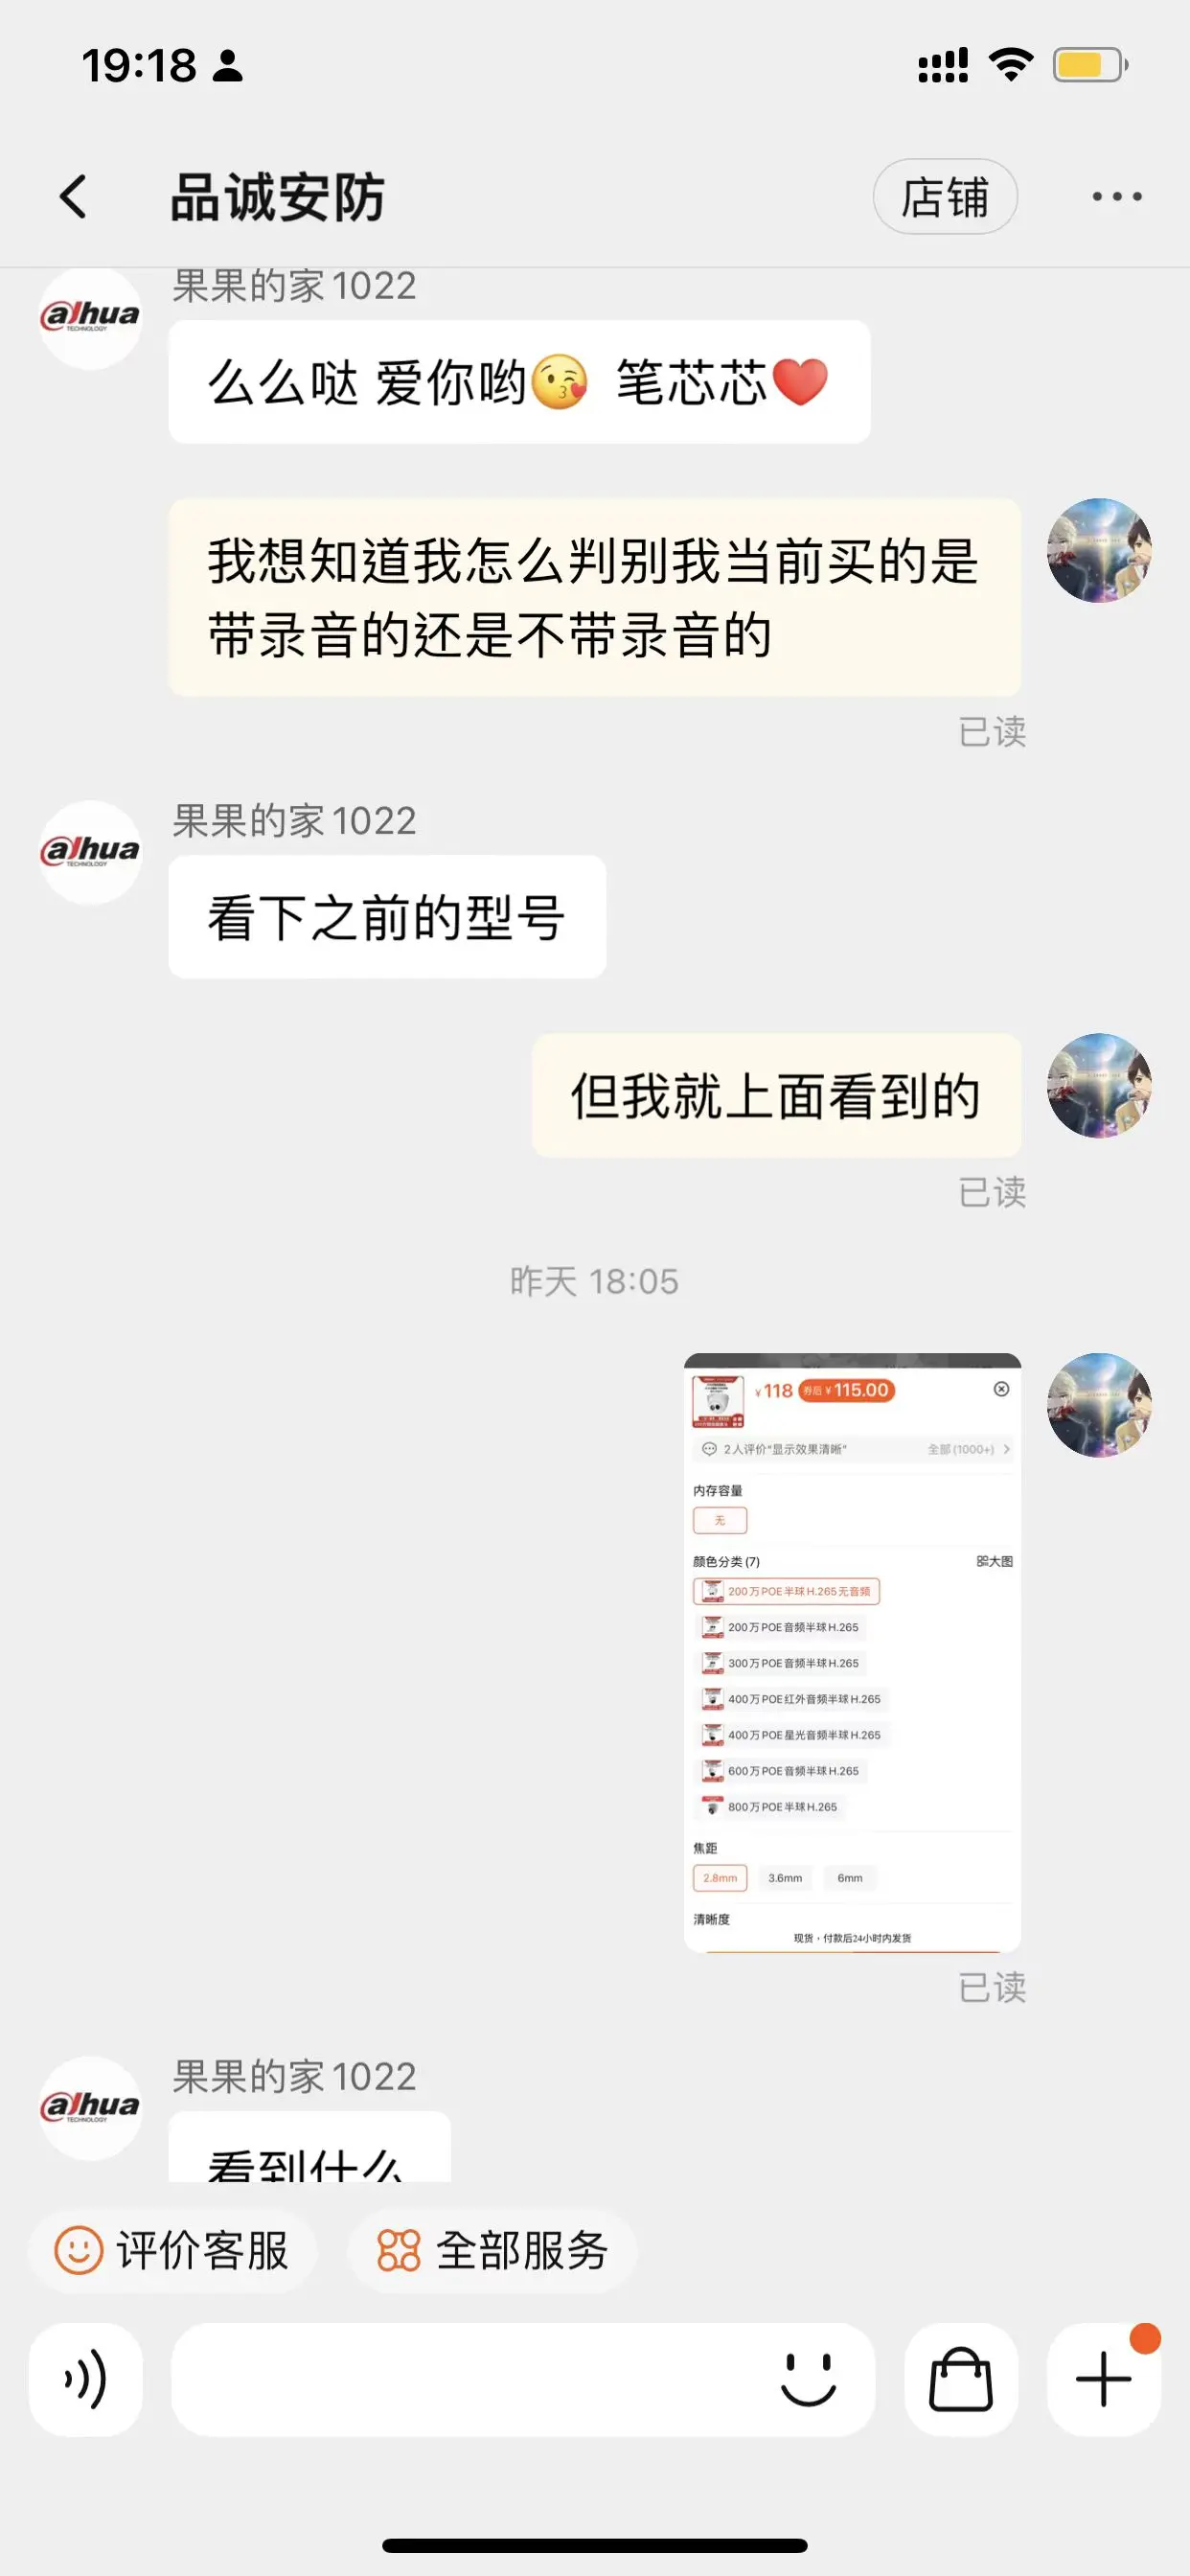 19:18
品诚安防
店铺
果果的家1022
alhua
TECHNOLOGY
么么哒 爱你哟😘 笔芯芯❤️
我想知道我怎么判别我当前买的是
带录音的还是不带录音的
已读
果果的家1022
alhua
TECHNOLOGY
看下之前的型号
但我就上面看到的
已读
昨天 18:05
¥118 券后¥115.00
2人评价"显示效果清晰" 全部(1000+)
内存容量
无
颜色分类(7) 大图
200万POE半球H.265无音频
200万POE音频半球H.265
300万POE音频半球H.265
400万POE红外音频半球H.265
400万POE星光音频半球H.265
600万POE音频半球H.265
800万POE半球H.265
焦距
2.8mm 3.6mm 6mm
清晰度
现货，付款后24小时内发货
已读
果果的家1022
alhua
TECHNOLOGY
看到什么
评价客服 全部服务